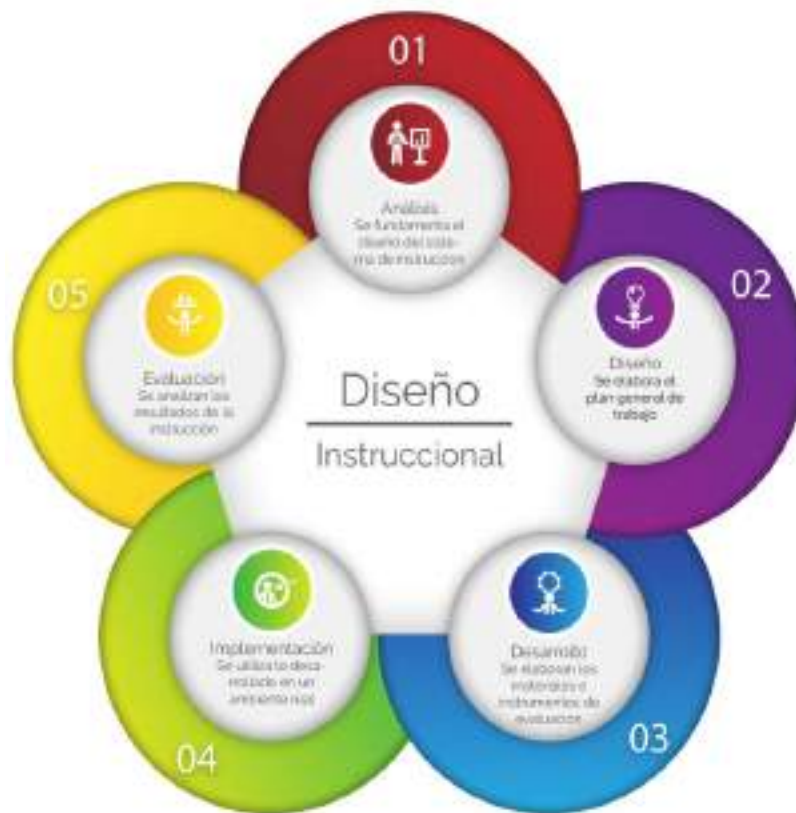 01
Análisis
Se fundamenta el
diseño del siste-
ma de instrucción
02
Diseño
Se elabora el
plan general de
trabajo
03
Desarrollo
Se elaboran los
materiales e
instrumentos de
evaluación
04
Implementación
Se utiliza lo desa-
rrollado en un
ambiente real
05
Evaluación
Se analizan los
resultados de la
instrucción
Diseño
Instruccional